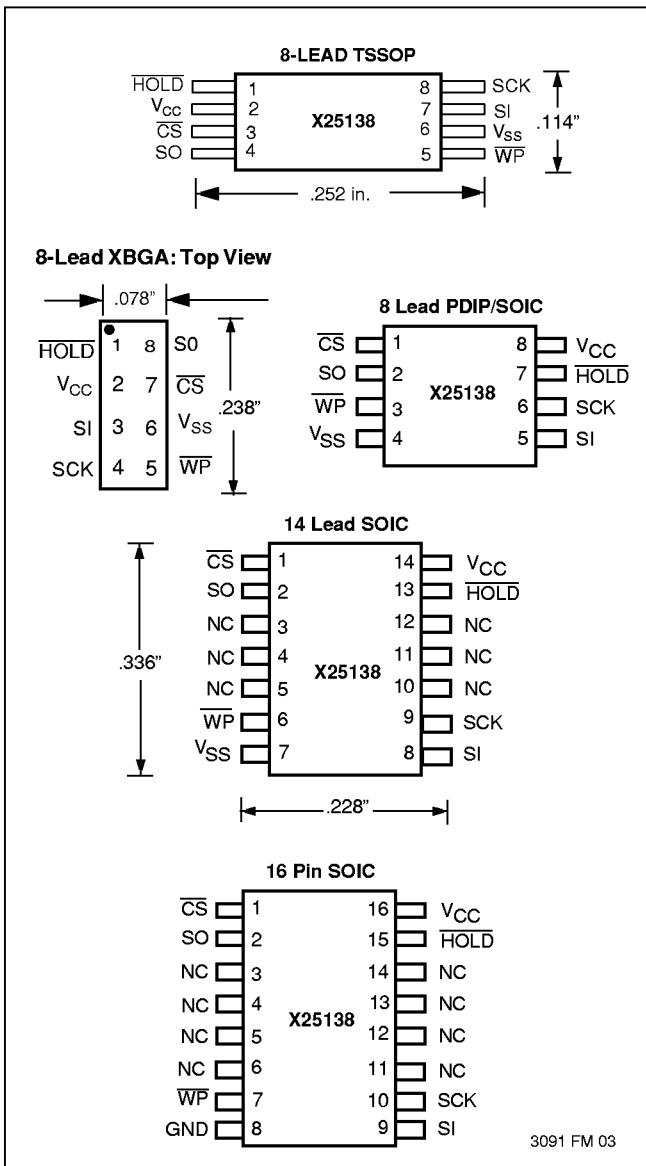 8-LEAD TSSOP
HOLD 1 8 SCK
VCC 2 7 SI
CS 3 X25138 6 VSS
SO 4 5 WP
.114"
.252 in.
8-Lead XBGA: Top View
.078"
HOLD 1 8 S0
VCC 2 7 CS
SI 3 6 VSS
SCK 4 5 WP
.238"
8 Lead PDIP/SOIC
CS 1 8 VCC
SO 2 7 HOLD
WP 3 X25138 6 SCK
VSS 4 5 SI
14 Lead SOIC
CS 1 14 VCC
SO 2 13 HOLD
NC 3 12 NC
NC 4 X25138 11 NC
NC 5 10 NC
WP 6 9 SCK
VSS 7 8 SI
.336"
.228"
16 Pin SOIC
CS 1 16 VCC
SO 2 15 HOLD
NC 3 14 NC
NC 4 13 NC
NC 5 X25138 12 NC
NC 6 11 NC
WP 7 10 SCK
GND 8 9 SI
3091 FM 03